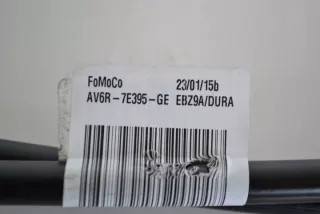 FoMoCo 23/01/15b
AV6R-7E395-GE EBZ9A/DURA